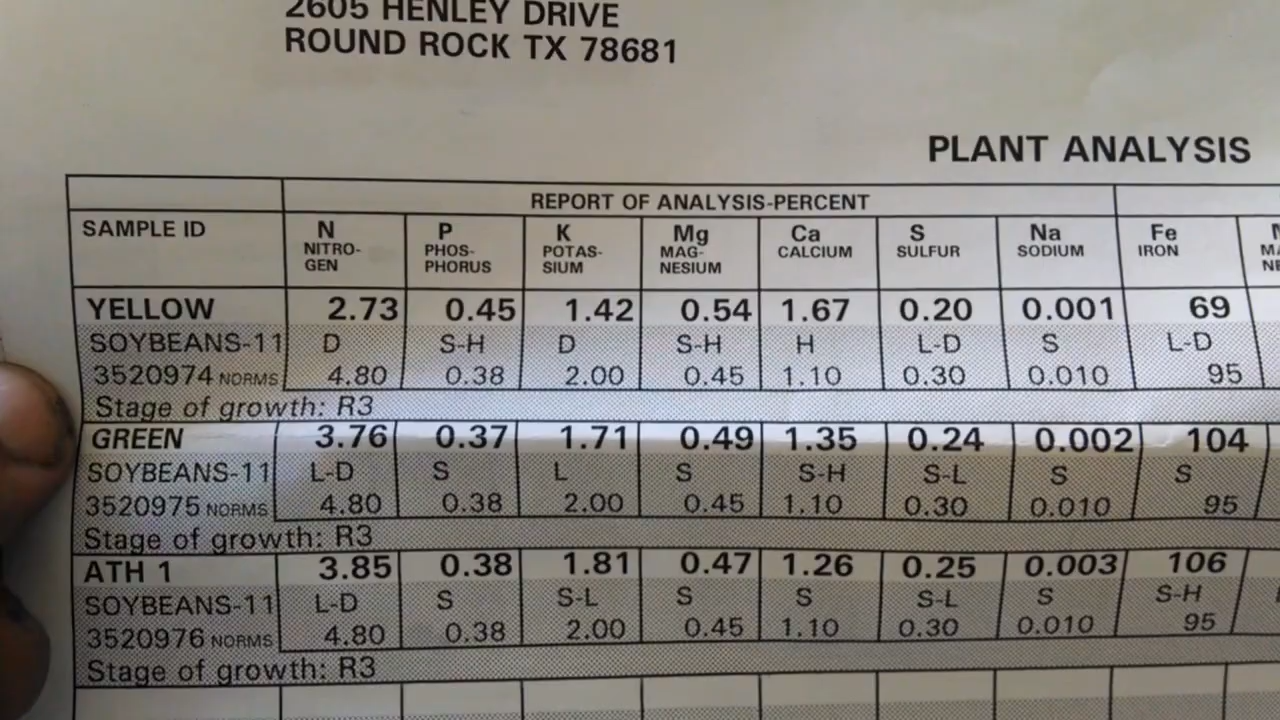 2605 HENLEY DRIVE
ROUND ROCK TX 78681
PLANT ANALYSIS
REPORT OF ANALYSIS-PERCENT
SAMPLE ID N NITRO-GEN P PHOS-PHORUS K POTAS-SIUM Mg MAG-NESIUM Ca CALCIUM S SULFUR Na SODIUM Fe IRON
YELLOW 2.73 0.45 1.42 0.54 1.67 0.20 0.001 69
SOYBEANS-11 D S-H D S-H H L-D S L-D
3520974 NORMS 4.80 0.38 2.00 0.45 1.10 0.30 0.010 95
Stage of growth: R3
GREEN 3.76 0.37 1.71 0.49 1.35 0.24 0.002 104
SOYBEANS-11 L-D S L S S-H S-L S S
3520975 NORMS 4.80 0.38 2.00 0.45 1.10 0.30 0.010 95
Stage of growth: R3
ATH 1 3.85 0.38 1.81 0.47 1.26 0.25 0.003 106
SOYBEANS-11 L-D S S-L S S S-L S S-H
3520976 NORMS 4.80 0.38 2.00 0.45 1.10 0.30 0.010 95
Stage of growth: R3